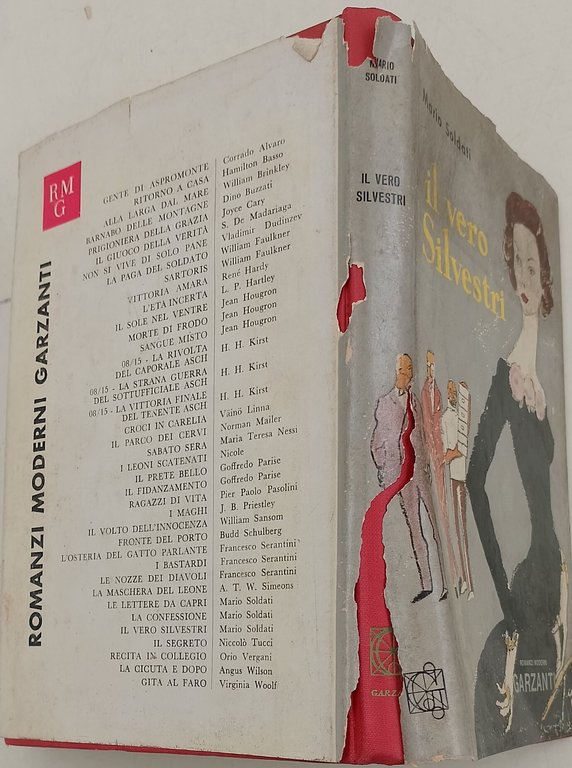 RM
G
ROMANZI MODERNI GARZANTI
GENTE DI ASPROMONTE Corrado Alvaro
RITORNO A CASA Hamilton Basso
ALLA LARGA DAL MARE William Brinkley
BARNABO DELLE MONTAGNE Dino Buzzati
PRIGIONIERA DELLA GRAZIA Joyce Cary
IL GIUOCO DELLA VERITÀ S. De Madariaga
NON SI VIVE DI SOLO PANE Vladimir Dudinzev
LA PAGA DEL SOLDATO William Faulkner
SARTORIS William Faulkner
VITTORIA AMARA René Hardy
L'ETÀ INCERTA L. P. Hartley
IL SOLE NEL VENTRE Jean Hougron
MORTE DI FRODO Jean Hougron
SANGUE MISTO Jean Hougron
08/15 - LA RIVOLTA
DEL CAPORALE ASCH H. H. Kirst
08/15 - LA STRANA GUERRA
DEL SOTTUFFICIALE ASCH H. H. Kirst
08/15 - LA VITTORIA FINALE
DEL TENENTE ASCH H. H. Kirst
CROCI IN CARELIA Väinö Linna
IL PARCO DEI CERVI Norman Mailer
SABATO SERA Maria Teresa Nessi
I LEONI SCATENATI Nicole
IL PRETE BELLO Goffredo Parise
IL FIDANZAMENTO Goffredo Parise
RAGAZZI DI VITA Pier Paolo Pasolini
I MAGHI J. B. Priestley
IL VOLTO DELL'INNOCENZA William Sansom
FRONTE DEL PORTO Budd Schulberg
L'OSTERIA DEL GATTO PARLANTE Francesco Serantini
I BASTARDI Francesco Serantini
LE NOZZE DEI DIAVOLI Francesco Serantini
LA MASCHERA DEL LEONE A. T. W. Simeons
LE LETTERE DA CAPRI Mario Soldati
LA CONFESSIONE Mario Soldati
IL VERO SILVESTRI Mario Soldati
IL SEGRETO Niccolò Tucci
RECITA IN COLLEGIO Orio Vergani
LA CICUTA E DOPO Angus Wilson
GITA AL FARO Virginia Woolf
MARIO
SOLDATI
IL VERO
SILVESTRI
GARZA
Mario Soldati
il vero
Silvestri
ROMANZI MODERNI
GARZANTI